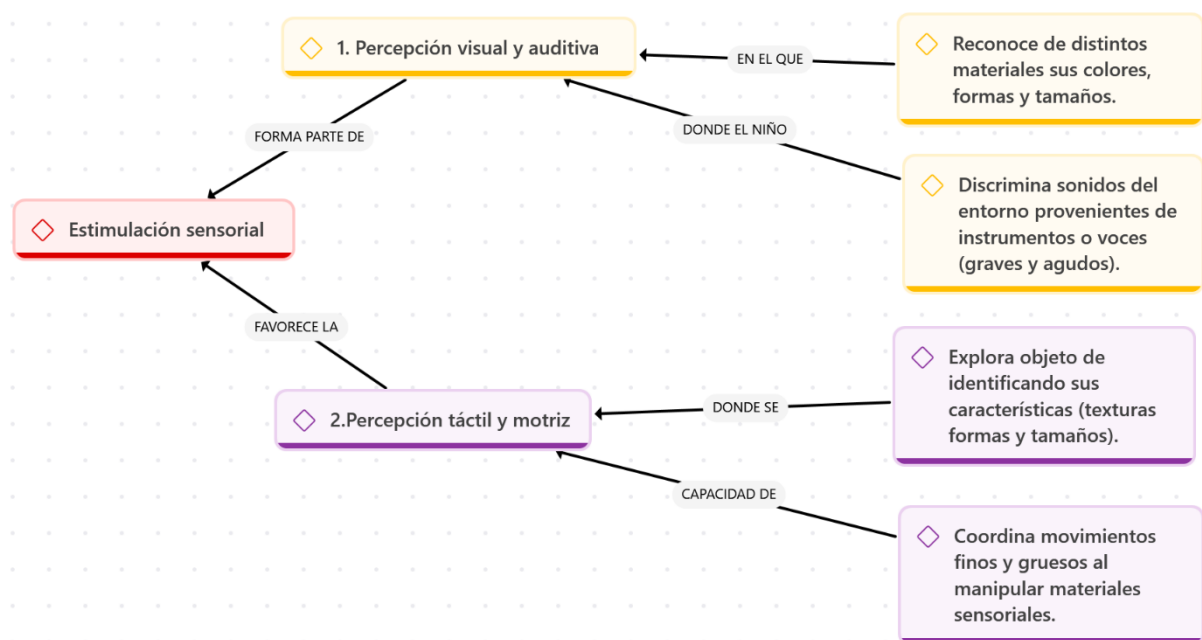 1. Percepción visual y auditiva
EN EL QUE
Reconoce de distintos
materiales sus colores,
formas y tamaños.
FORMA PARTE DE
DONDE EL NIÑO
Discrimina sonidos del
entorno provenientes de
instrumentos o voces
(graves y agudos).
Estimulación sensorial
FAVORECE LA
2.Percepción táctil y motriz
DONDE SE
Explora objeto de
identificando sus
características (texturas
formas y tamaños).
CAPACIDAD DE
Coordina movimientos
finos y gruesos al
manipular materiales
sensoriales.